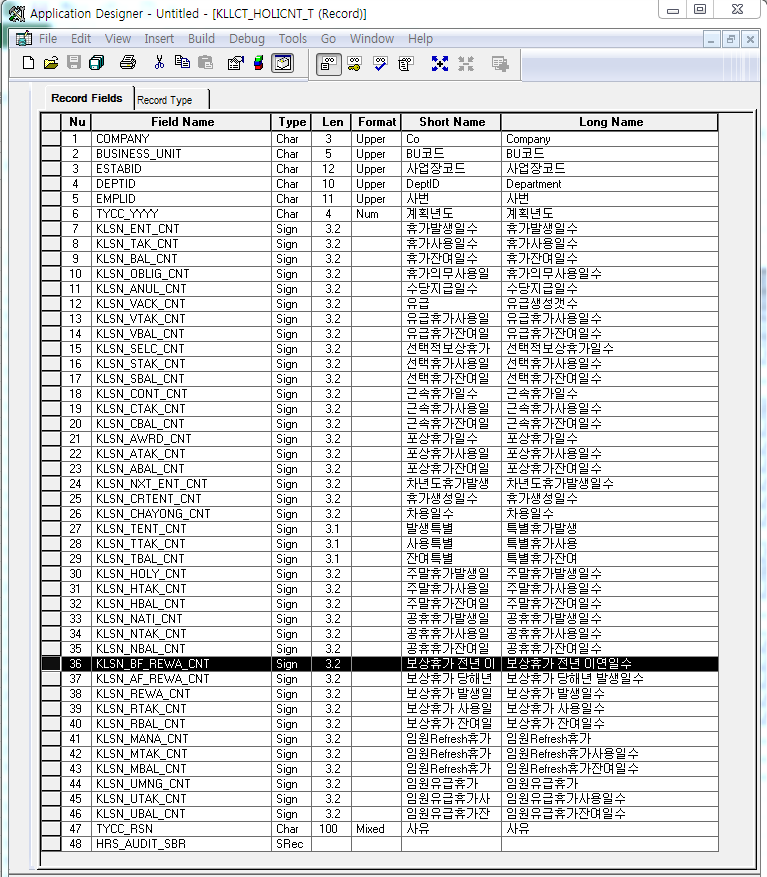 Application Designer - Untitled - [KLLCT_HOLICNT_T (Record)]
File Edit View Insert Build Debug Tools Go Window Help
Record Fields Record Type
Nu Field Name Type Len Format Short Name Long Name
1 COMPANY Char 3 Upper Co Company
2 BUSINESS_UNIT Char 5 Upper BU코드 BU코드
3 ESTABID Char 12 Upper 사업장코드 사업장코드
4 DEPTID Char 10 Upper DeptID Department
5 EMPLID Char 11 Upper 사번 사번
6 TYCC_YYYY Char 4 Num 계획년도 계획년도
7 KLSN_ENT_CNT Sign 3.2 휴가발생일수 휴가발생일수
8 KLSN_TAK_CNT Sign 3.2 휴가사용일수 휴가사용일수
9 KLSN_BAL_CNT Sign 3.2 휴가잔여일수 휴가잔여일수
10 KLSN_OBLIG_CNT Sign 3.2 휴가의무사용일 휴가의무사용일수
11 KLSN_ANUL_CNT Sign 3.2 수당지급일수 수당지급일수
12 KLSN_VACK_CNT Sign 3.2 유급 유급생성갯수
13 KLSN_VTAK_CNT Sign 3.2 유급휴가사용일 유급휴가사용일수
14 KLSN_VBAL_CNT Sign 3.2 유급휴가잔여일 유급휴가잔여일수
15 KLSN_SELC_CNT Sign 3.2 선택적보상휴가 선택적보상휴가일수
16 KLSN_STAK_CNT Sign 3.2 선택휴가사용일 선택휴가사용일수
17 KLSN_SBAL_CNT Sign 3.2 선택휴가잔여일 선택휴가잔여일수
18 KLSN_CONT_CNT Sign 3.2 근속휴가일수 근속휴가일수
19 KLSN_CTAK_CNT Sign 3.2 근속휴가사용일 근속휴가사용일수
20 KLSN_CBAL_CNT Sign 3.2 근속휴가잔여일 근속휴가잔여일수
21 KLSN_AWRD_CNT Sign 3.2 포상휴가일수 포상휴가일수
22 KLSN_ATAK_CNT Sign 3.2 포상휴가사용일 포상휴가사용일수
23 KLSN_ABAL_CNT Sign 3.2 포상휴가잔여일 포상휴가잔여일수
24 KLSN_NXT_ENT_CNT Sign 3.2 차년도휴가발생 차년도휴가발생일수
25 KLSN_CRTENT_CNT Sign 3.2 휴가생성일수 휴가생성일수
26 KLSN_CHAYONG_CNT Sign 3.2 차용일수 차용일수
27 KLSN_TENT_CNT Sign 3.1 발생특별 특별휴가발생
28 KLSN_TTAK_CNT Sign 3.1 사용특별 특별휴가사용
29 KLSN_TBAL_CNT Sign 3.1 잔여특별 특별휴가잔여
30 KLSN_HOLY_CNT Sign 3.2 주말휴가발생일 주말휴가발생일수
31 KLSN_HTAK_CNT Sign 3.2 주말휴가사용일 주말휴가사용일수
32 KLSN_HBAL_CNT Sign 3.2 주말휴가잔여일 주말휴가잔여일수
33 KLSN_NATI_CNT Sign 3.2 공휴휴가발생일 공휴휴가발생일수
34 KLSN_NTAK_CNT Sign 3.2 공휴휴가사용일 공휴휴가사용일수
35 KLSN_NBAL_CNT Sign 3.2 공휴휴가잔여일 공휴휴가잔여일수
36 KLSN_BF_REWA_CNT Sign 3.2 보상휴가 전년 이 보상휴가 전년 이연일수
37 KLSN_AF_REWA_CNT Sign 3.2 보상휴가 당해년 보상휴가 당해년 발생일수
38 KLSN_REWA_CNT Sign 3.2 보상휴가 발생일 보상휴가 발생일수
39 KLSN_RTAK_CNT Sign 3.2 보상휴가 사용일 보상휴가 사용일수
40 KLSN_RBAL_CNT Sign 3.2 보상휴가 잔여일 보상휴가 잔여일수
41 KLSN_MANA_CNT Sign 3.2 임원Refresh휴가 임원Refresh휴가
42 KLSN_MTAK_CNT Sign 3.2 임원Refresh휴가 임원Refresh휴가사용일수
43 KLSN_MBAL_CNT Sign 3.2 임원Refresh휴가 임원Refresh휴가잔여일수
44 KLSN_UMNG_CNT Sign 3.2 임원유급휴가 임원유급휴가
45 KLSN_UTAK_CNT Sign 3.2 임원유급휴가사 임원유급휴가사용일수
46 KLSN_UBAL_CNT Sign 3.2 임원유급휴가잔 임원유급휴가잔여일수
47 TYCC_RSN Char 100 Mixed 사유 사유
48 HRS_AUDIT_SBR SRec